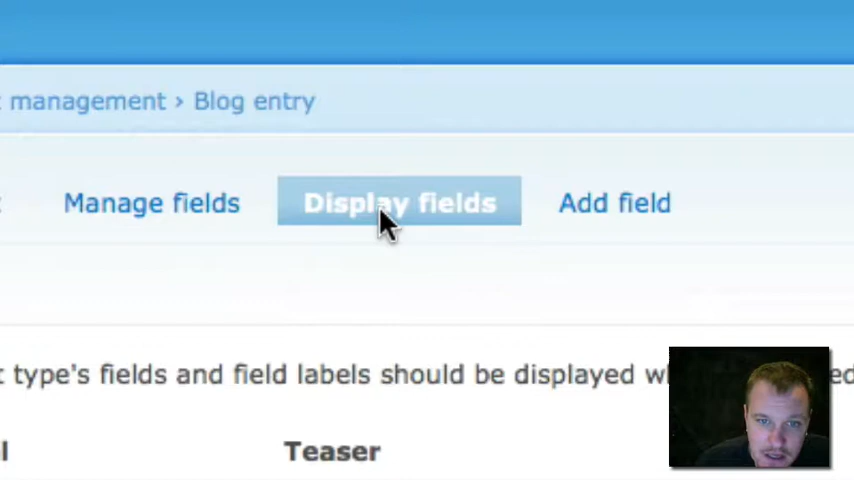 management › Blog entry
Manage fields Display fields Add field
type's fields and field labels should be displayed
Teaser